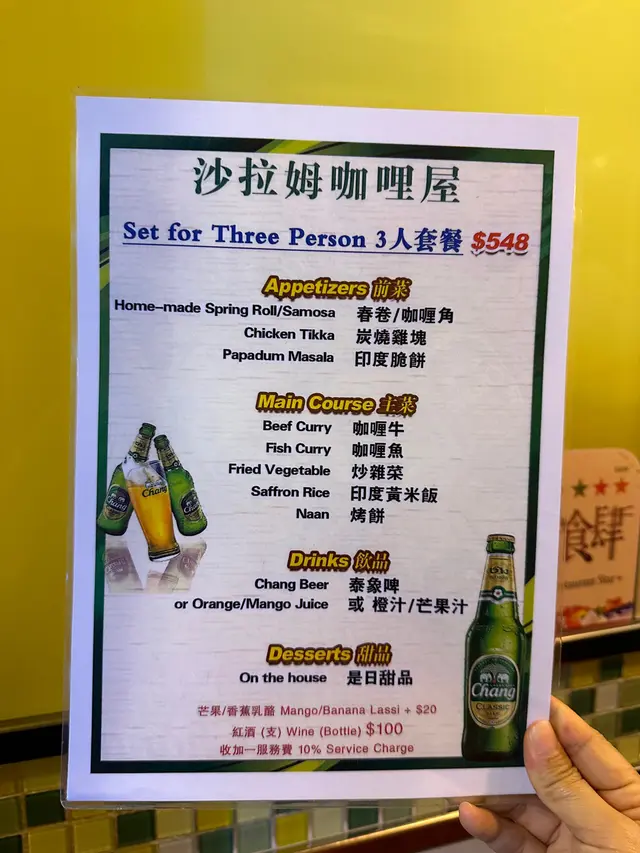 沙拉姆咖哩屋
Set for Three Person 3人套餐 $548
Appetizers 前菜
Home-made Spring Roll/Samosa 春卷/咖喱角
Chicken Tikka 炭燒雞塊
Papadum Masala 印度脆餅
Main Course 主菜
Beef Curry 咖喱牛
Fish Curry 咖喱魚
Fried Vegetable 炒雜菜
Saffron Rice 印度黃米飯
Naan 烤餅
Drinks 飲品
Chang Beer 泰象啤
or Orange/Mango Juice 或 橙汁/芒果汁
Desserts 甜品
On the house 是日甜品
芒果/香蕉乳酪 Mango/Banana Lassi + $20
紅酒 (支) Wine (Bottle) $100
收加一服務費 10% Service Charge
Chang
Chang
CLASSIC
食肆